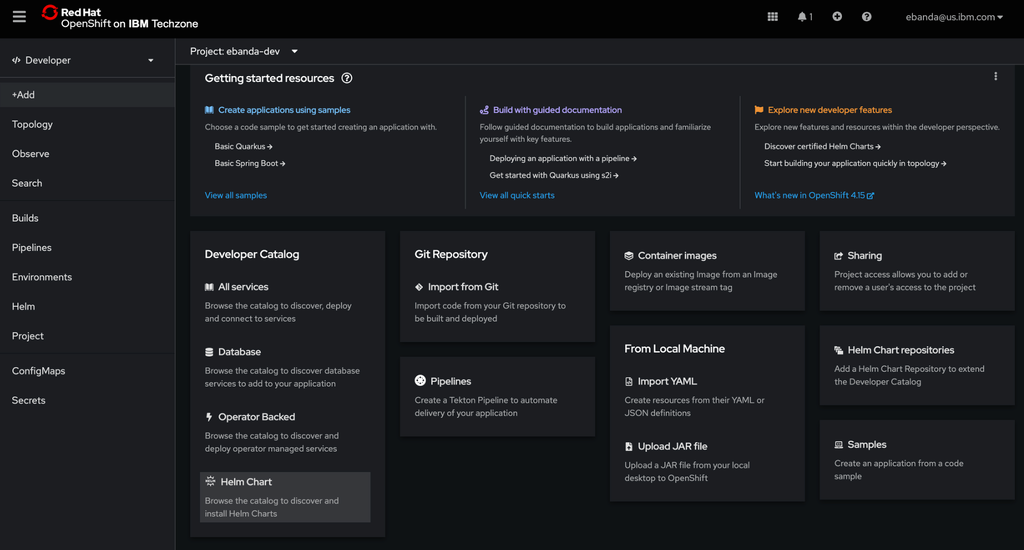 Red Hat
OpenShift on IBM Techzone
1
ebanda@us.ibm.com
Developer
Project: ebanda-dev
+Add
Topology
Observe
Search
Builds
Pipelines
Environments
Helm
Project
ConfigMaps
Secrets
Getting started resources
Create applications using samples
Choose a code sample to get started creating an application with.
Basic Quarkus →
Basic Spring Boot →
View all samples
Build with guided documentation
Follow guided documentation to build applications and familiarize
yourself with key features.
Deploying an application with a pipeline →
Get started with Quarkus using s2i →
View all quick starts
Explore new developer features
Explore new features and resources within the developer perspective.
Discover certified Helm Charts →
Start building your application quickly in topology →
What's new in OpenShift 4.15
Developer Catalog
All services
Browse the catalog to discover, deploy
and connect to services
Database
Browse the catalog to discover database
services to add to your application
Operator Backed
Browse the catalog to discover and
deploy operator managed services
Helm Chart
Browse the catalog to discover and
install Helm Charts
Git Repository
Import from Git
Import code from your Git repository to
be built and deployed
Pipelines
Create a Tekton Pipeline to automate
delivery of your application
Container images
Deploy an existing Image from an Image
registry or Image stream tag
From Local Machine
Import YAML
Create resources from their YAML or
JSON definitions
Upload JAR file
Upload a JAR file from your local
desktop to OpenShift
Sharing
Project access allows you to add or
remove a user's access to the project
Helm Chart repositories
Add a Helm Chart Repository to extend
the Developer Catalog
Samples
Create an application from a code
sample